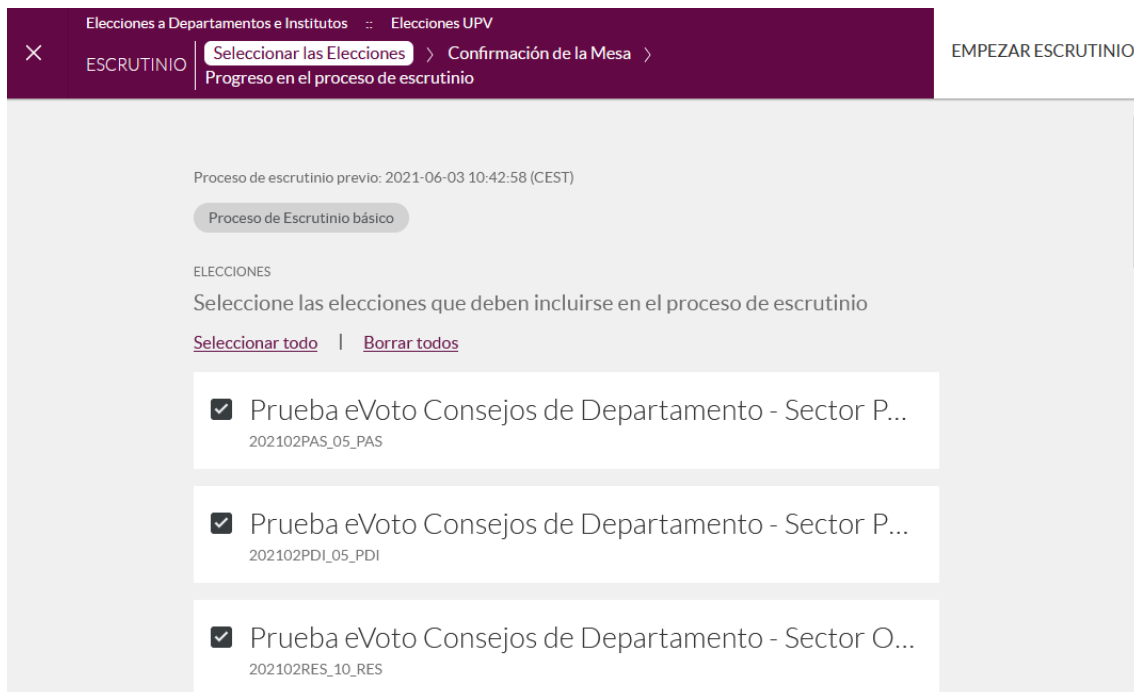 Elecciones a Departamentos e Institutos :: Elecciones UPV
ESCRUTINIO
Seleccionar las Elecciones 〉 Confirmación de la Mesa 〉
Progreso en el proceso de escrutinio
EMPEZAR ESCRUTINIO
Proceso de escrutinio previo: 2021-06-03 10:42:58 (CEST)
Proceso de Escrutinio básico
ELECCIONES
Seleccione las elecciones que deben incluirse en el proceso de escrutinio
Seleccionar todo | Borrar todos
Prueba eVoto Consejos de Departamento - Sector P...
202102PAS_05_PAS
Prueba eVoto Consejos de Departamento - Sector P...
202102PDI_05_PDI
Prueba eVoto Consejos de Departamento - Sector O...
202102RES_10_RES